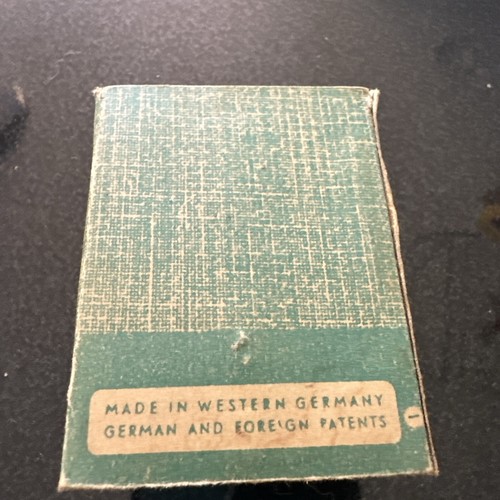 MADE IN WESTERN GERMANY
GERMAN AND FOREIGN PATENTS